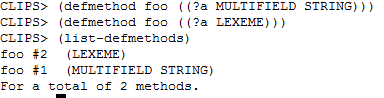 CLIPS> (defmethod foo ((?a MULTIFIELD STRING)))
CLIPS> (defmethod foo ((?a LEXEME)))
CLIPS> (list-defmethods)
foo #2  (LEXEME)
foo #1  (MULTIFIELD STRING)
For a total of 2 methods.